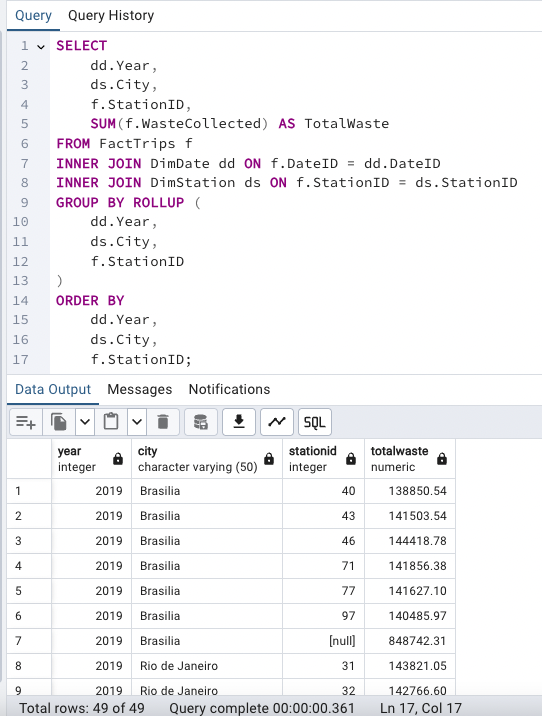 Query Query History
1 SELECT
2 dd.Year,
3 ds.City,
4 f.StationID,
5 SUM(f.WasteCollected) AS TotalWaste
6 FROM FactTrips f
7 INNER JOIN DimDate dd ON f.DateID = dd.DateID
8 INNER JOIN DimStation ds ON f.StationID = ds.StationID
9 GROUP BY ROLLUP (
10 dd.Year,
11 ds.City,
12 f.StationID
13 )
14 ORDER BY
15 dd.Year,
16 ds.City,
17 f.StationID;
Data Output Messages Notifications
SQL
year city stationid totalwaste
integer character varying (50) integer numeric
1 2019 Brasilia 40 138850.54
2 2019 Brasilia 43 141503.54
3 2019 Brasilia 46 144418.78
4 2019 Brasilia 71 141856.38
5 2019 Brasilia 77 141627.10
6 2019 Brasilia 97 140485.97
7 2019 Brasilia [null] 848742.31
8 2019 Rio de Janeiro 31 143821.05
9 2019 Rio de Janeiro 32 142766.60
Total rows: 49 of 49 Query complete 00:00:00.361 Ln 17, Col 17